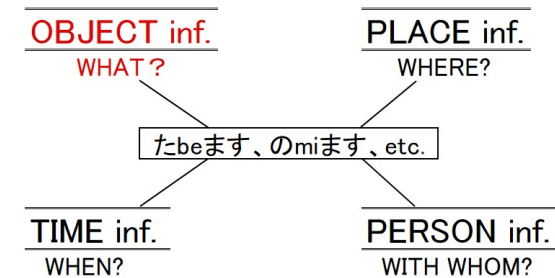 OBJECT inf.
WHAT?
PLACE inf.
WHERE?
たbeます、のmiます、etc.
TIME inf.
WHEN?
PERSON inf.
WITH WHOM?